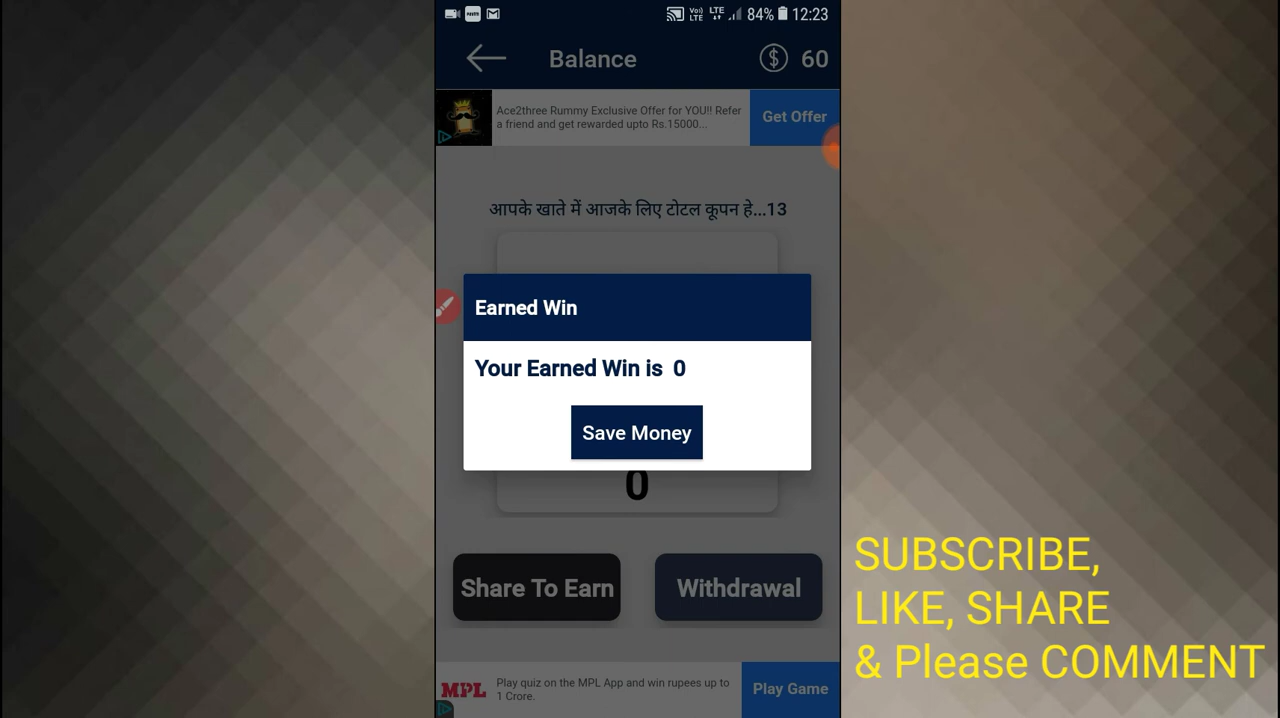 84% 12:23
Balance
60
Ace2three Rummy Exclusive Offer for YOU!! Refer
a friend and get rewarded upto Rs.15000...
Get Offer
आपके खाते में आजके लिए टोटल कूपन हे...13
Earned Win
Your Earned Win is 0
Save Money
0
Share To Earn
Withdrawal
SUBSCRIBE,
LIKE, SHARE
& Please COMMENT
MPL
Play quiz on the MPL App and win rupees up to
1 Crore.
Play Game